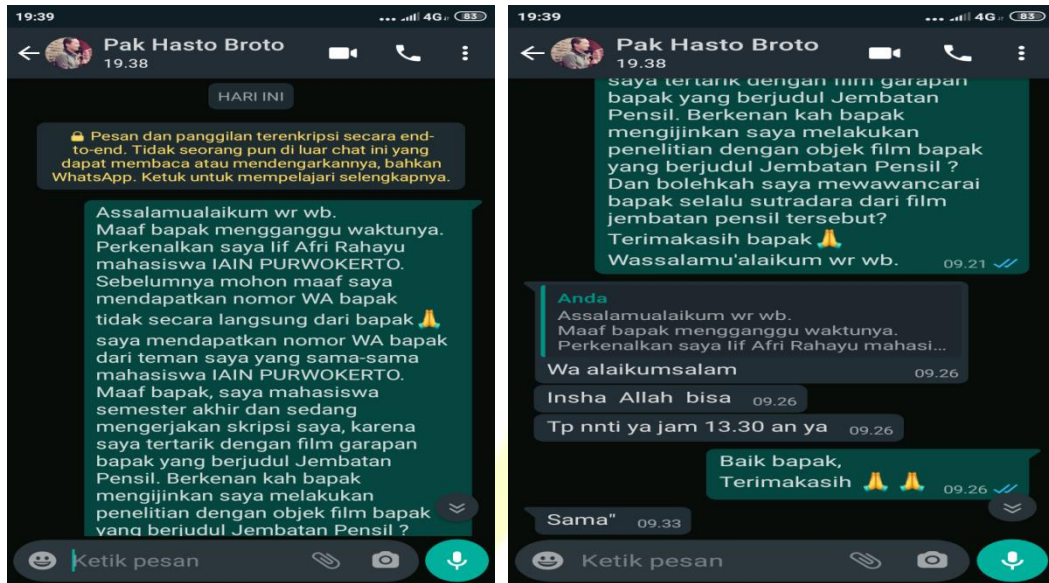 19:39
4G 83
Pak Hasto Broto
19.38
HARI INI
Pesan dan panggilan terenkripsi secara end-
to-end. Tidak seorang pun di luar chat ini yang
dapat membaca atau mendengarkannya, bahkan
WhatsApp. Ketuk untuk mempelajari selengkapnya.
Assalamualaikum wr wb.
Maaf bapak mengganggu waktunya.
Perkenalkan saya Iif Afri Rahayu
mahasiswa IAIN PURWOKERTO.
Sebelumnya mohon maaf saya
mendapatkan nomor WA bapak
tidak secara langsung dari bapak 🙏
saya mendapatkan nomor WA bapak
dari teman saya yang sama-sama
mahasiswa IAIN PURWOKERTO.
Maaf bapak, saya mahasiswa
semester akhir dan sedang
mengerjakan skripsi saya, karena
saya tertarik dengan film garapan
bapak yang berjudul Jembatan
Pensil. Berkenan kah bapak
mengijinkan saya melakukan
penelitian dengan objek film bapak
yang berjudul Jembatan Pensil ?
Ketik pesan
19:39
4G 83
Pak Hasto Broto
19.38
saya tertarik dengan film garapan
bapak yang berjudul Jembatan
Pensil. Berkenan kah bapak
mengijinkan saya melakukan
penelitian dengan objek film bapak
yang berjudul Jembatan Pensil ?
Dan bolehkah saya mewawancarai
bapak selalu sutradara dari film
jembatan pensil tersebut?
Terimakasih bapak 🙏
Wassalamu'alaikum wr wb. 09.21
Anda
Assalamualaikum wr wb.
Maaf bapak mengganggu waktunya.
Perkenalkan saya Iif Afri Rahayu mahasi...
Wa alaikumsalam 09.26
Insha Allah bisa 09.26
Tp nnti ya jam 13.30 an ya 09.26
Baik bapak,
Terimakasih 🙏 🙏 09.26
Sama" 09.33
Ketik pesan